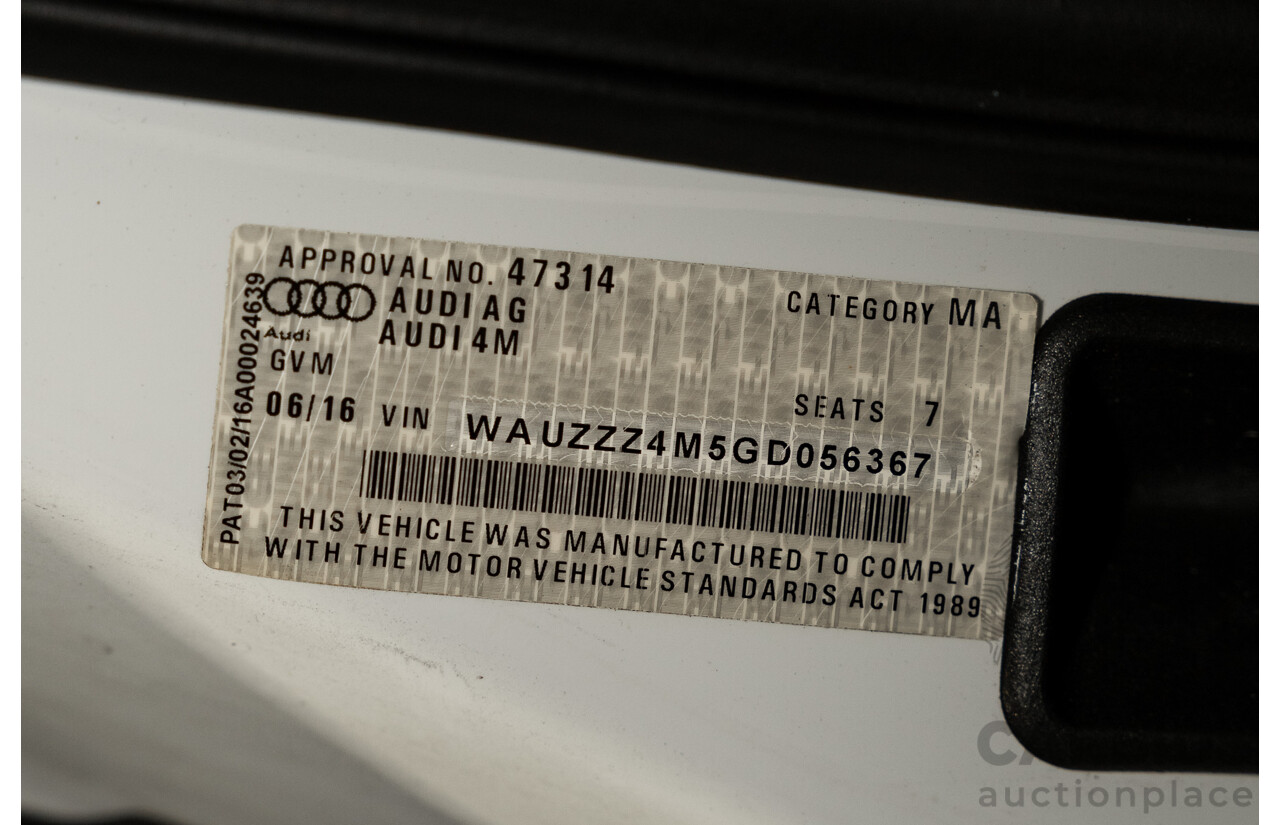 APPROVAL NO. 47314
CATEGORY MA
AUDI AG
Audi
AUDI 4M
GVM
SEATS 7
06/16 VIN WAUZZZ4M5GD056367
THIS VEHICLE WAS MANUFACTURED TO COMPLY
WITH THE MOTOR VEHICLE STANDARDS ACT 1989
PAT03/02/16A00024639
auctionplace